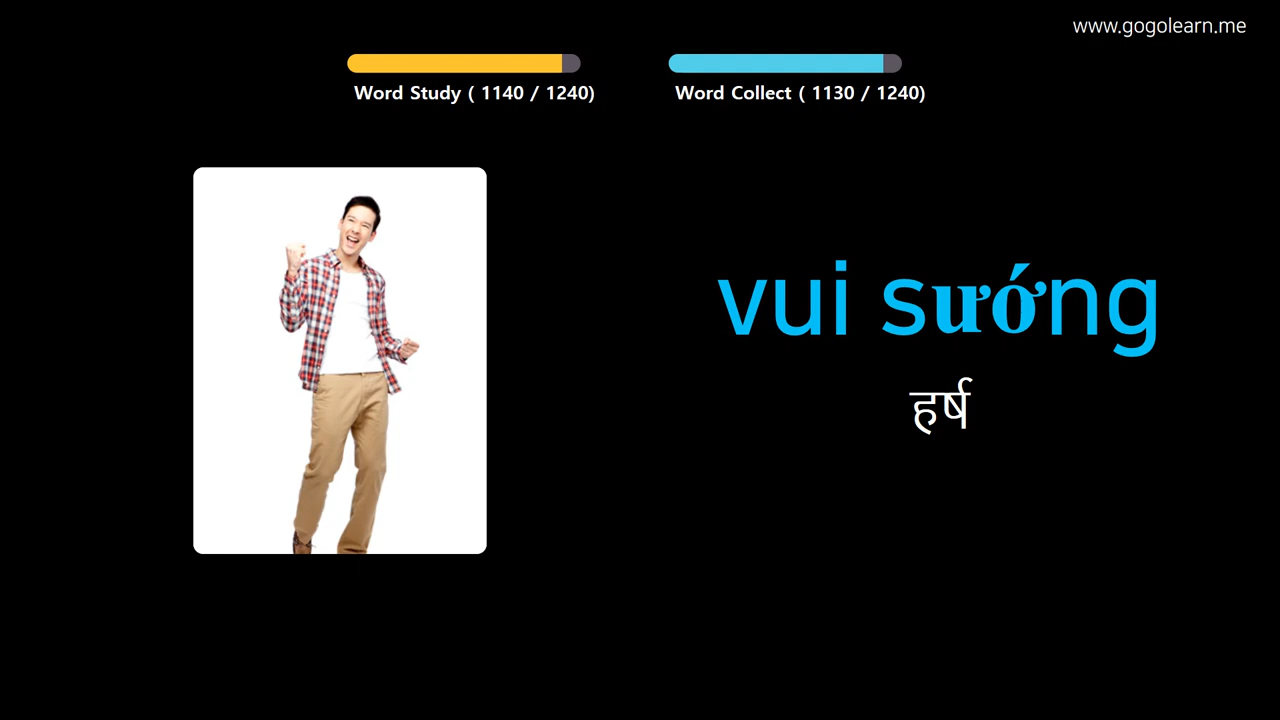 www.gogolearn.me
Word Study ( 1140 / 1240)
Word Collect ( 1130 / 1240)
vui sướng
हर्ष